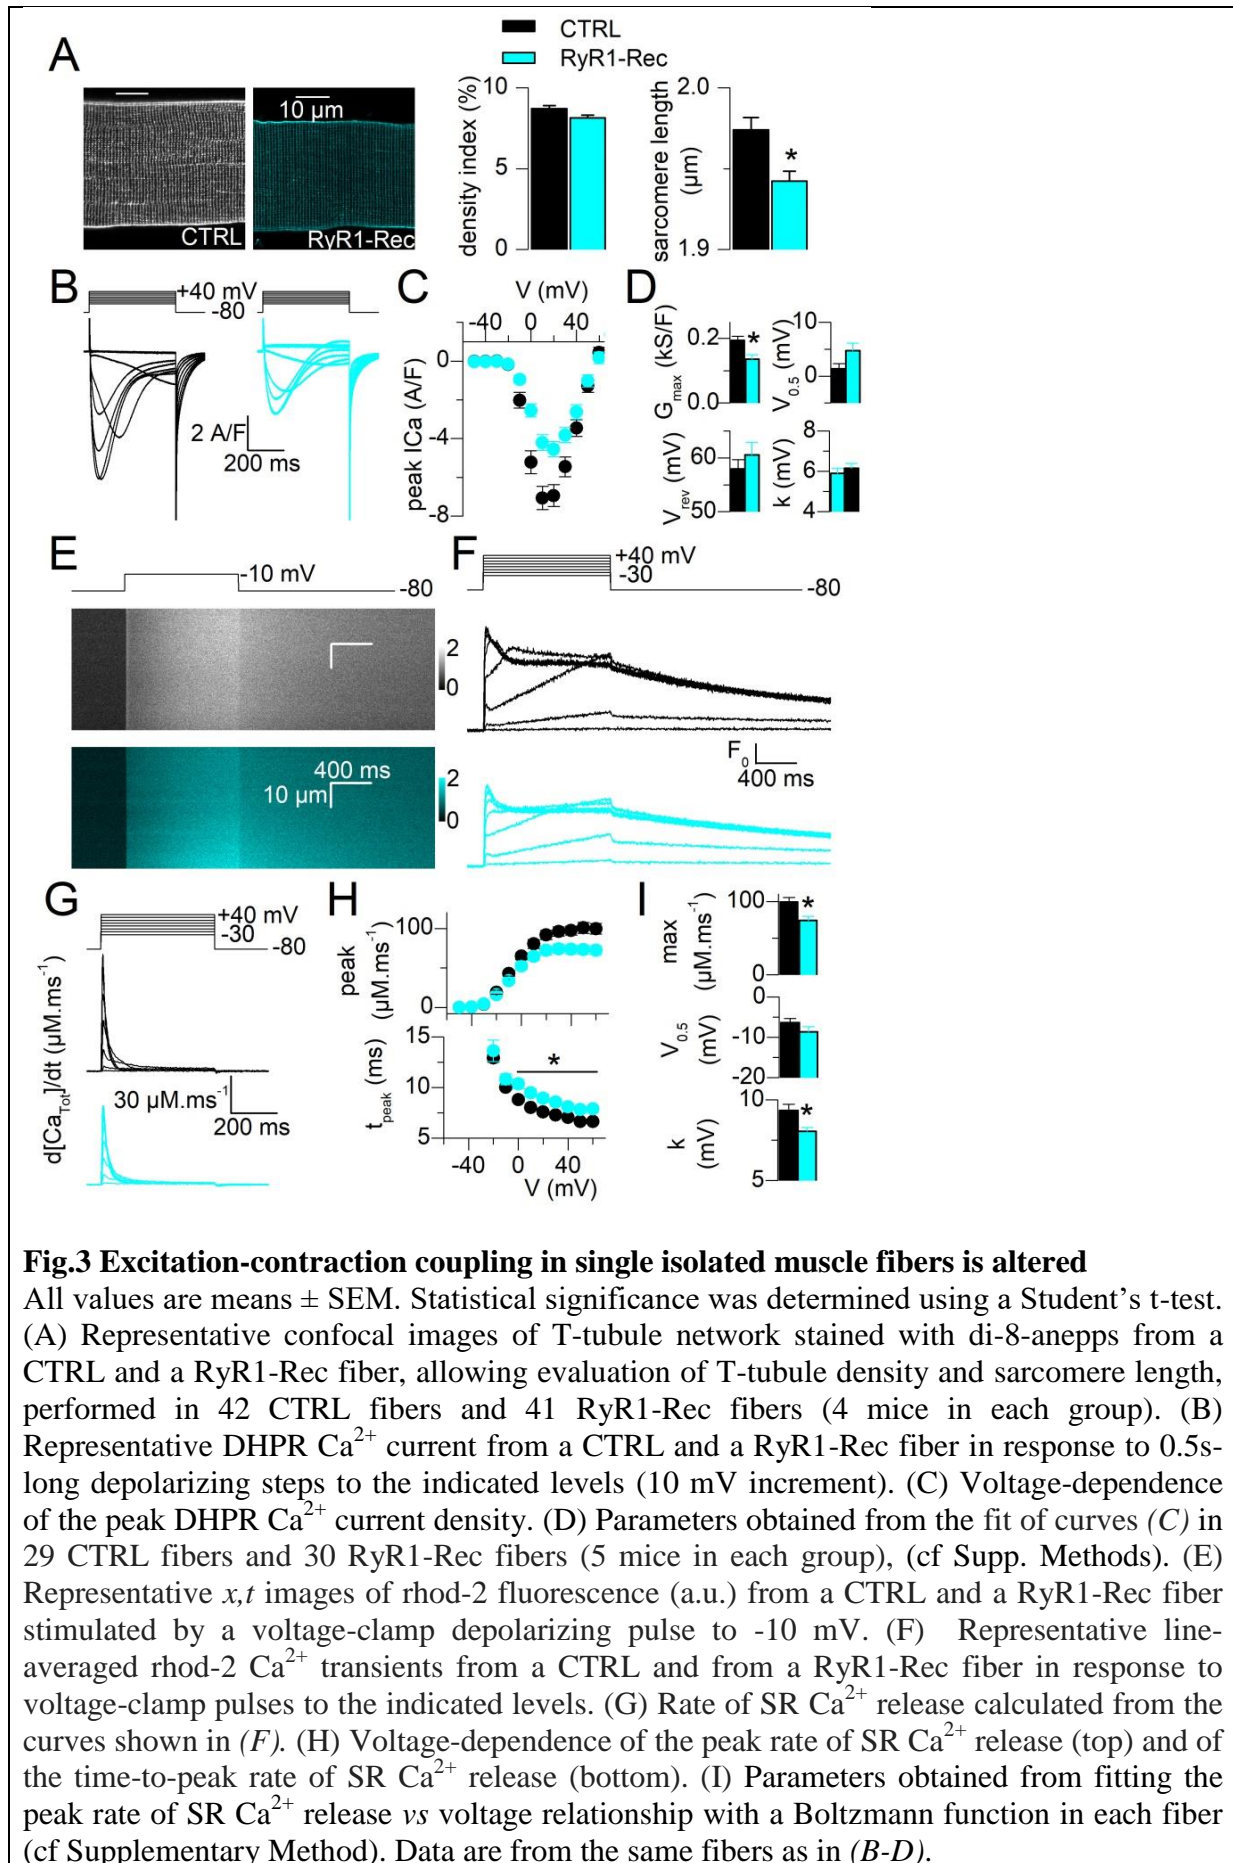 CTRL
RyR1-Rec
A
10 µm
CTRL
RyR1-Rec
density index (%)
10
5
0
sarcomere length
(µm)
2.0
1.9
*
B
+40 mV
-80
2 A/F
200 ms
C
V (mV)
-40 0 40
peak ICa (A/F)
0
-4
-8
D
Gmax (kS/F)
0.2
0.0
*
V0.5 (mV)
10
0
Vrev (mV)
60
50
k (mV)
8
6
4
E
-10 mV
-80
2
0
400 ms
10 µm
2
0
F
+40 mV
-30
-80
F0
400 ms
G
+40 mV
-30
-80
d[CaTot]/dt (µM.ms-1)
30 µM.ms-1
200 ms
H
peak
(µM.ms-1)
100
0
tpeak (ms)
15
10
5
*
-40 0 40
V (mV)
I
max
(µM.ms-1)
100
0
*
V0.5
(mV)
0
-10
-20
k
(mV)
10
5
*
Fig.3 Excitation-contraction coupling in single isolated muscle fibers is altered
All values are means ± SEM. Statistical significance was determined using a Student's t-test.
(A) Representative confocal images of T-tubule network stained with di-8-anepps from a
CTRL and a RyR1-Rec fiber, allowing evaluation of T-tubule density and sarcomere length,
performed in 42 CTRL fibers and 41 RyR1-Rec fibers (4 mice in each group). (B)
Representative DHPR Ca2+ current from a CTRL and a RyR1-Rec fiber in response to 0.5s-
long depolarizing steps to the indicated levels (10 mV increment). (C) Voltage-dependence
of the peak DHPR Ca2+ current density. (D) Parameters obtained from the fit of curves (C) in
29 CTRL fibers and 30 RyR1-Rec fibers (5 mice in each group), (cf Supp. Methods). (E)
Representative x,t images of rhod-2 fluorescence (a.u.) from a CTRL and a RyR1-Rec fiber
stimulated by a voltage-clamp depolarizing pulse to -10 mV. (F) Representative line-
averaged rhod-2 Ca2+ transients from a CTRL and from a RyR1-Rec fiber in response to
voltage-clamp pulses to the indicated levels. (G) Rate of SR Ca2+ release calculated from the
curves shown in (F). (H) Voltage-dependence of the peak rate of SR Ca2+ release (top) and of
the time-to-peak rate of SR Ca2+ release (bottom). (I) Parameters obtained from fitting the
peak rate of SR Ca2+ release vs voltage relationship with a Boltzmann function in each fiber
(cf Supplementary Method). Data are from the same fibers as in (B-D).